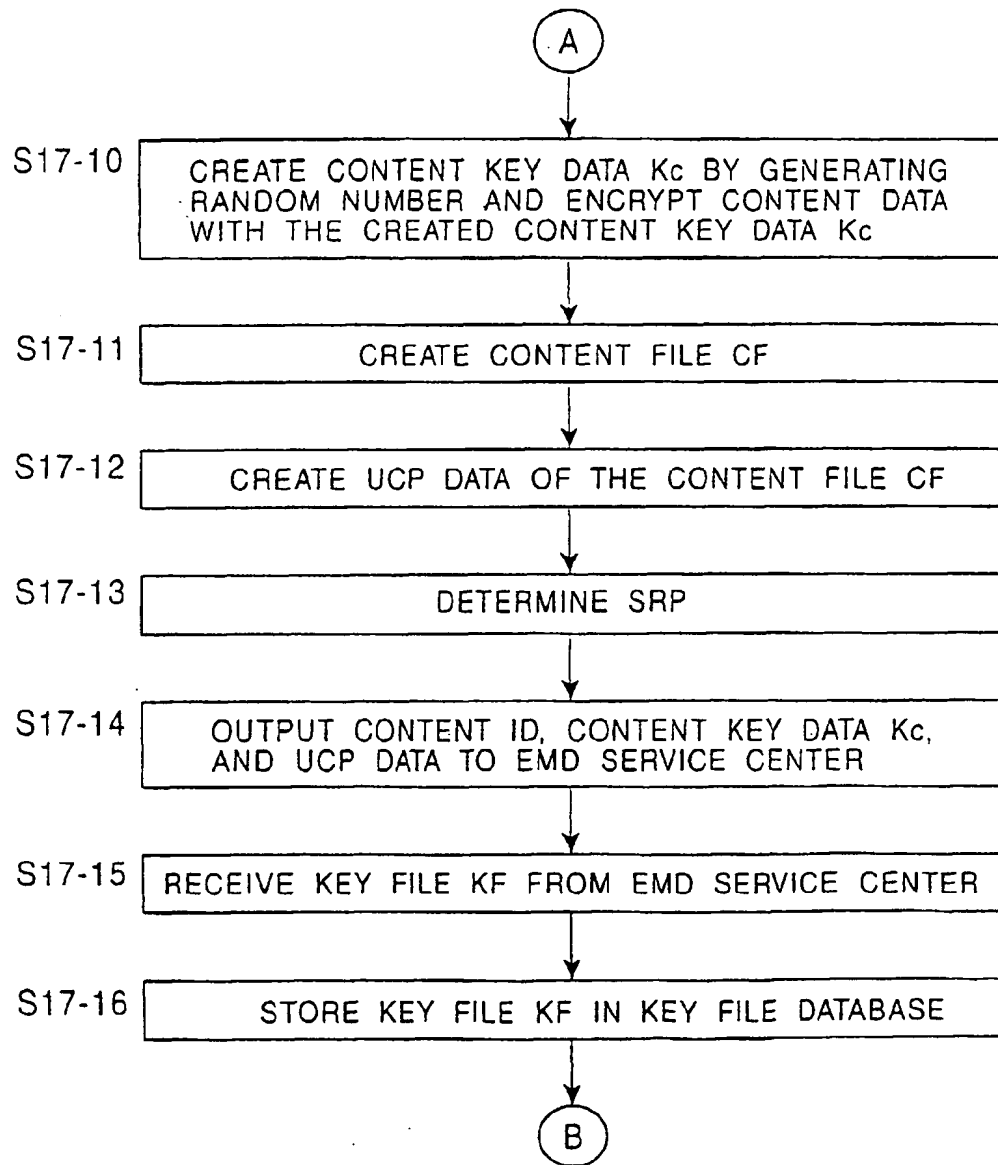 A
S17-10
CREATE CONTENT KEY DATA Kc BY GENERATING
RANDOM NUMBER AND ENCRYPT CONTENT DATA
WITH THE CREATED CONTENT KEY DATA Kc
S17-11
CREATE CONTENT FILE CF
S17-12
CREATE UCP DATA OF THE CONTENT FILE CF
S17-13
DETERMINE SRP
S17-14
OUTPUT CONTENT ID, CONTENT KEY DATA Kc,
AND UCP DATA TO EMD SERVICE CENTER
S17-15
RECEIVE KEY FILE KF FROM EMD SERVICE CENTER
S17-16
STORE KEY FILE KF IN KEY FILE DATABASE
B